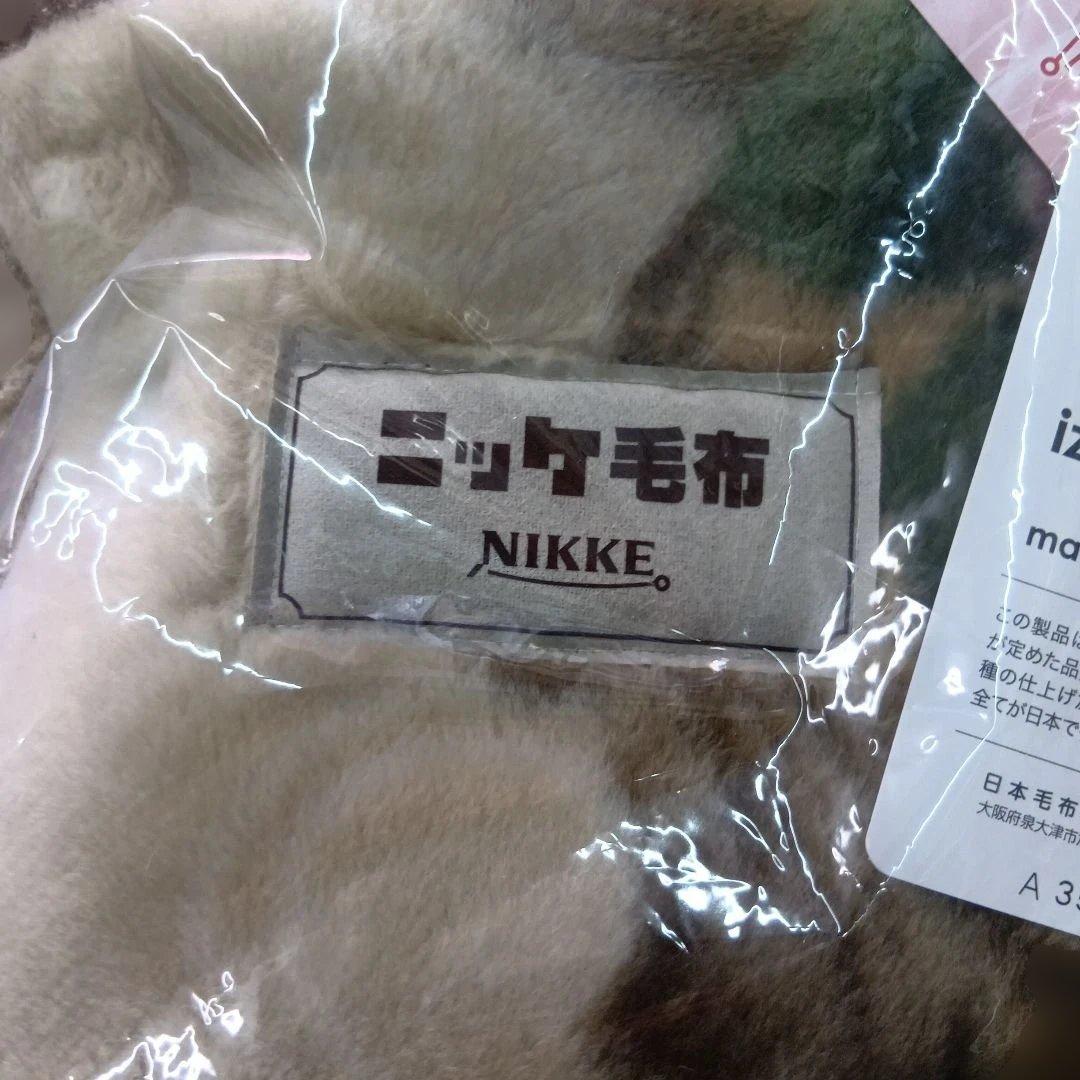 ニッケ毛布
NIKKE
iz
ma
この製品は
が定めた品
種の仕上げ
全てが日本で
日本毛布
大阪府泉大津市
A 35